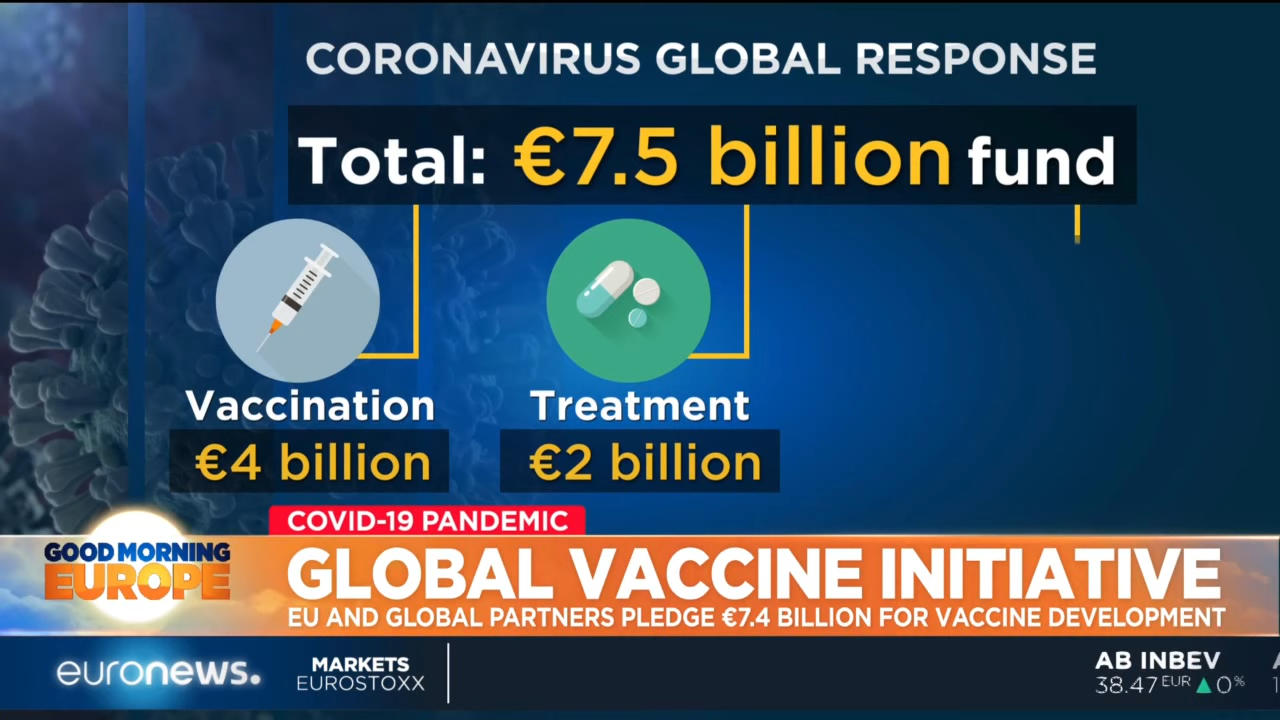 CORONAVIRUS GLOBAL RESPONSE
Total: €7.5 billion fund
Vaccination
€4 billion
Treatment
€2 billion
COVID-19 PANDEMIC
GOOD MORNING
EUROPE
GLOBAL VACCINE INITIATIVE
EU AND GLOBAL PARTNERS PLEDGE €7.4 BILLION FOR VACCINE DEVELOPMENT
euronews.
MARKETS
EUROSTOXX
AB INBEV
38.47 EUR ▲0%